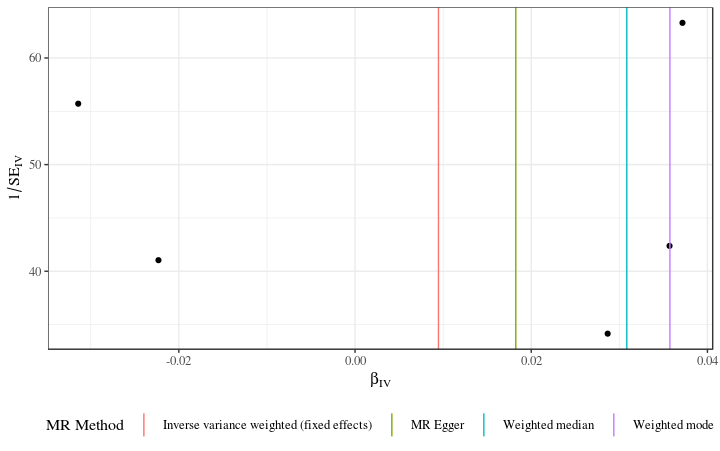 60
50
40
1/SE_IV
-0.02 0.00 0.02 0.04
β_IV
MR Method Inverse variance weighted (fixed effects) MR Egger Weighted median Weighted mode